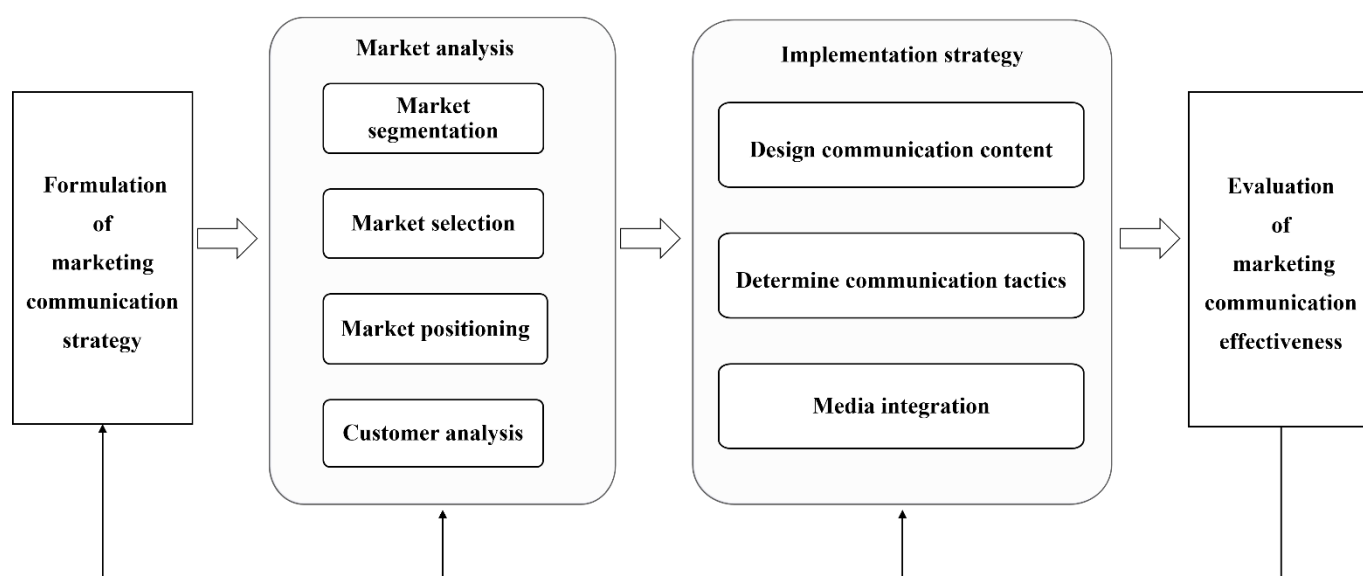 Formulation
of
marketing
communication
strategy
Market analysis
Market
segmentation
Market selection
Market positioning
Customer analysis
Implementation strategy
Design communication content
Determine communication tactics
Media integration
Evaluation
of
marketing
communication
effectiveness